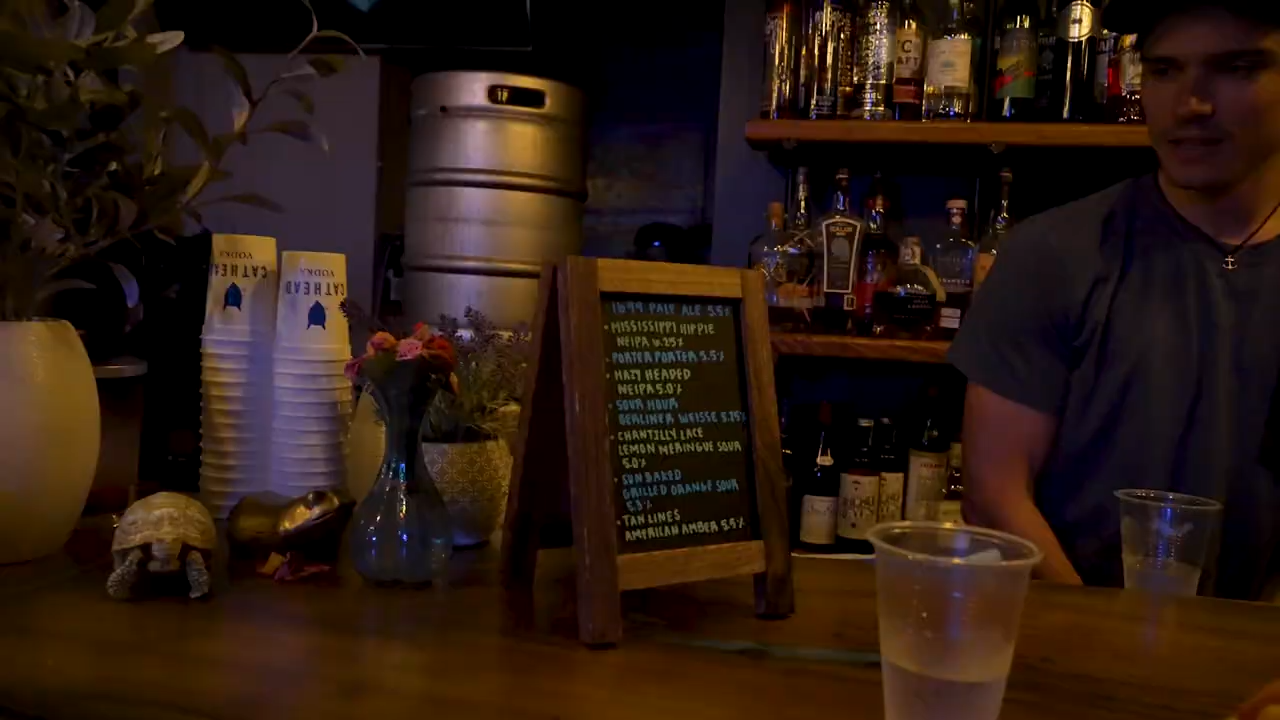 CATHEAD
VODKA
CATHEAD
VODKA
1699 PALE ALE 5.5%
• MISSISSIPPI HIPPIE
NEIPA 6.25%
• PORTER PORTER 5.5%
• HAZY HEADED
NEIPA 5.0%
• SOUR HOUR
BERLINER WEISSE 5.25%
• CHANTILLY LACE
LEMON MERINGUE SOUR
5.0%
• SUN BAKED
GRILLED ORANGE SOUR
5.5%
• TAN LINES
AMERICAN AMBER 5.5%